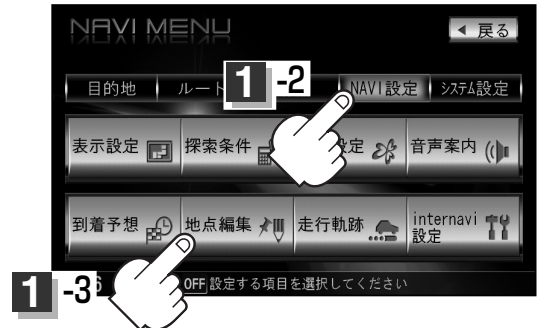 NAVI MENU
◀ 戻る
目的地 ルート 1-2 NAVI設定 システム設定
表示設定 探索条件 定 音声案内
到着予想 地点編集 走行軌跡 internavi
設定
1-3 6 OFF 設定する項目を選択してください